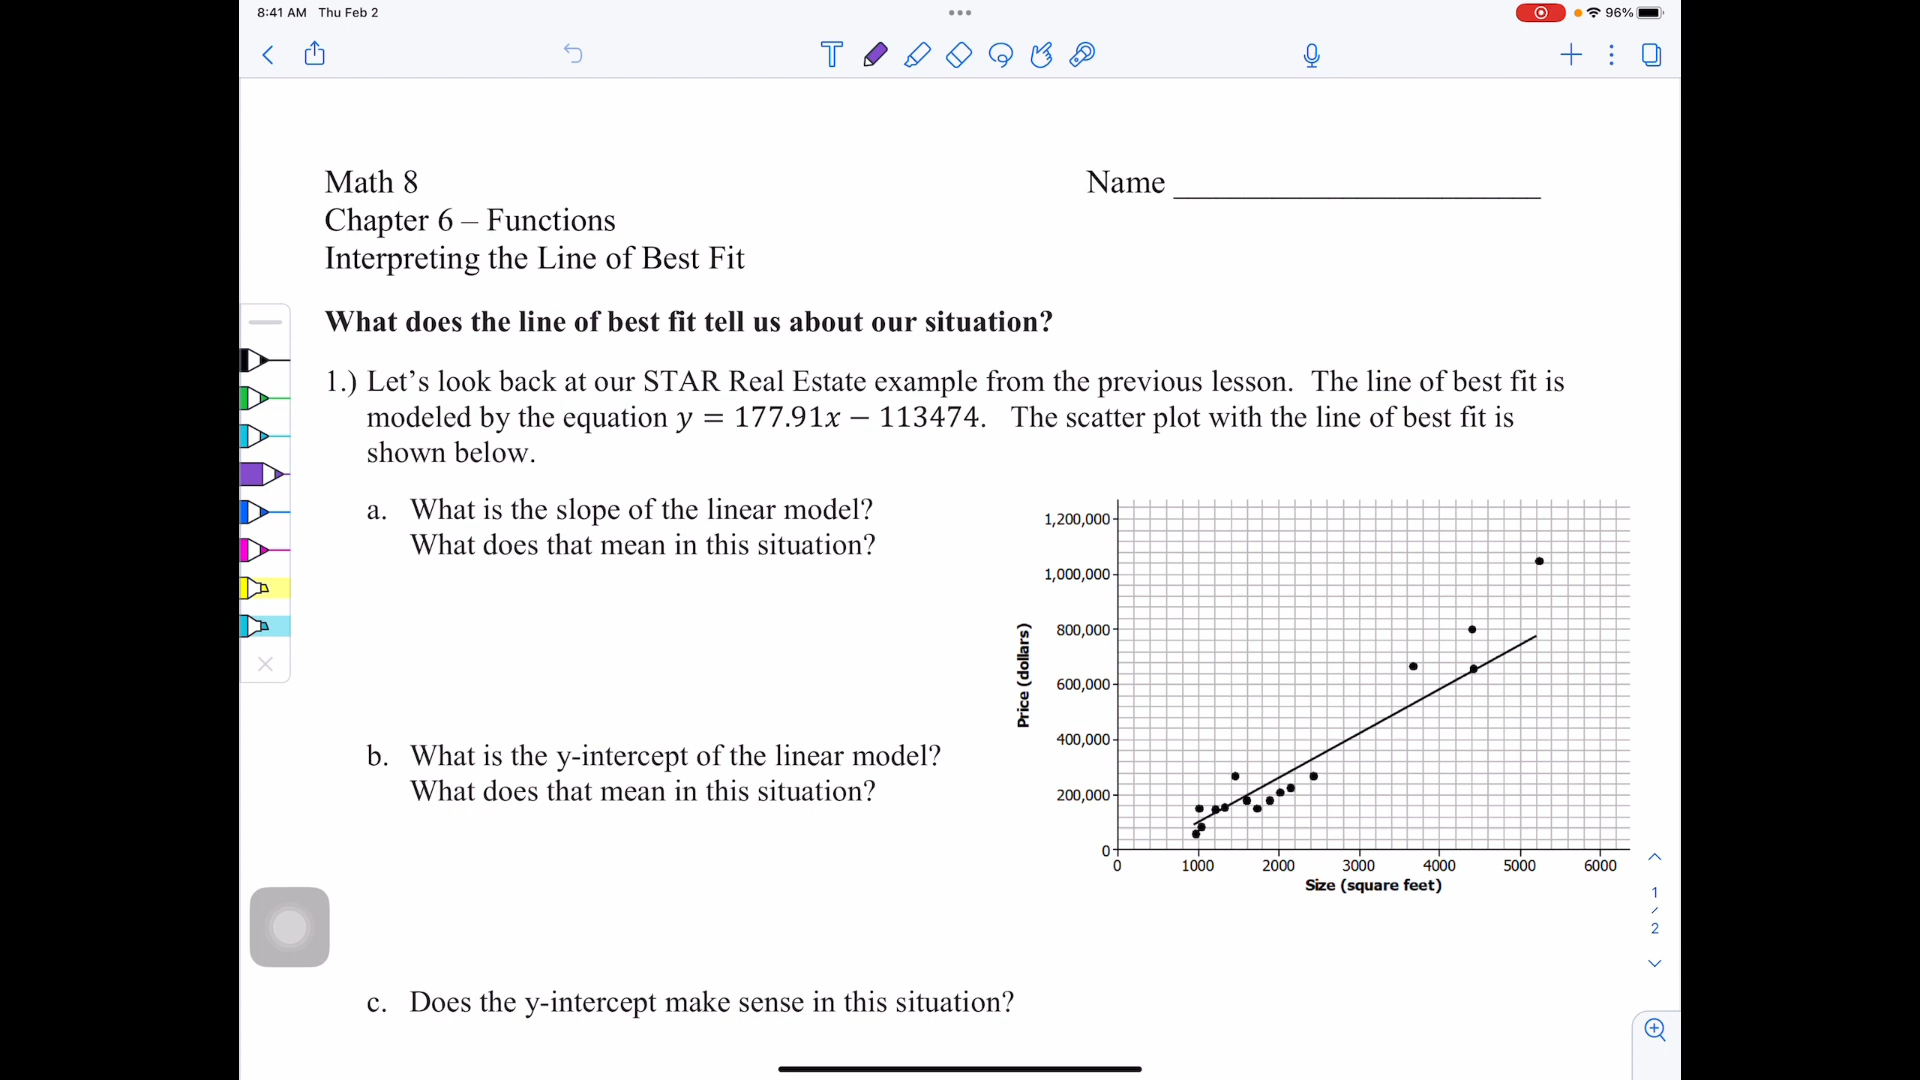 8:41 AM Thu Feb 2
96%
Math 8
Name ______________________
Chapter 6 – Functions
Interpreting the Line of Best Fit
What does the line of best fit tell us about our situation?
1.) Let’s look back at our STAR Real Estate example from the previous lesson. The line of best fit is
modeled by the equation y = 177.91x − 113474. The scatter plot with the line of best fit is
shown below.
a. What is the slope of the linear model?
What does that mean in this situation?
b. What is the y-intercept of the linear model?
What does that mean in this situation?
c. Does the y-intercept make sense in this situation?
Price (dollars)
1,200,000
1,000,000
800,000
600,000
400,000
200,000
0
0 1000 2000 3000 4000 5000 6000
Size (square feet)
1
/
2